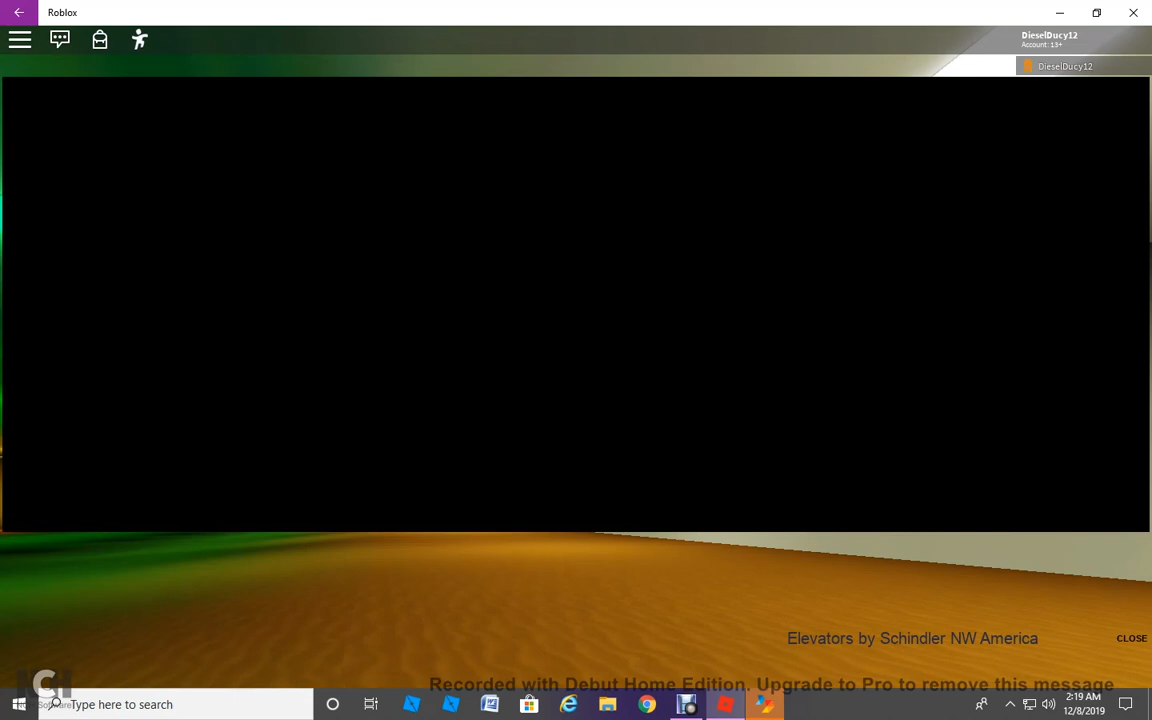 Roblox
DieselDucy12
Account: 13+
DieselDucy12
Elevators by Schindler NW America
CLOSE
Recorded with Debut Home Edition. Upgrade to Pro to remove this message
NCH
Type here to search
2:19 AM
12/8/2019